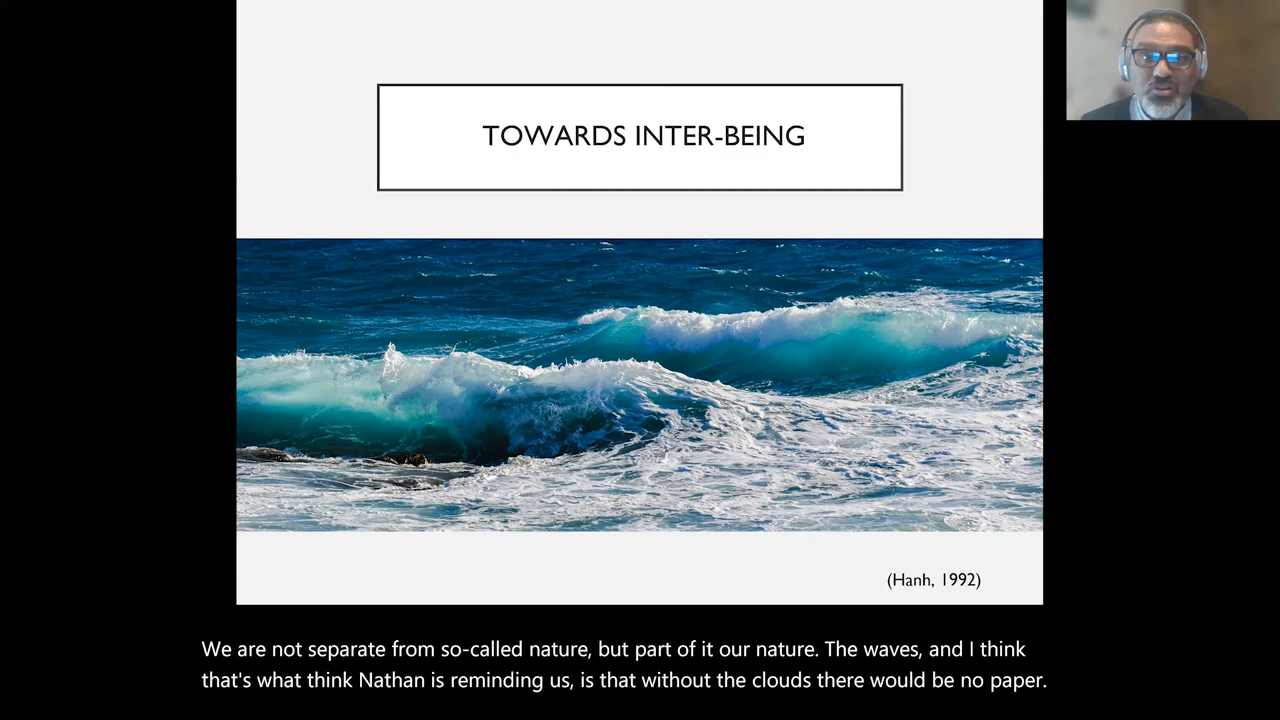 TOWARDS INTER-BEING
(Hanh, 1992)
We are not separate from so-called nature, but part of it our nature. The waves, and I think
that's what think Nathan is reminding us, is that without the clouds there would be no paper.